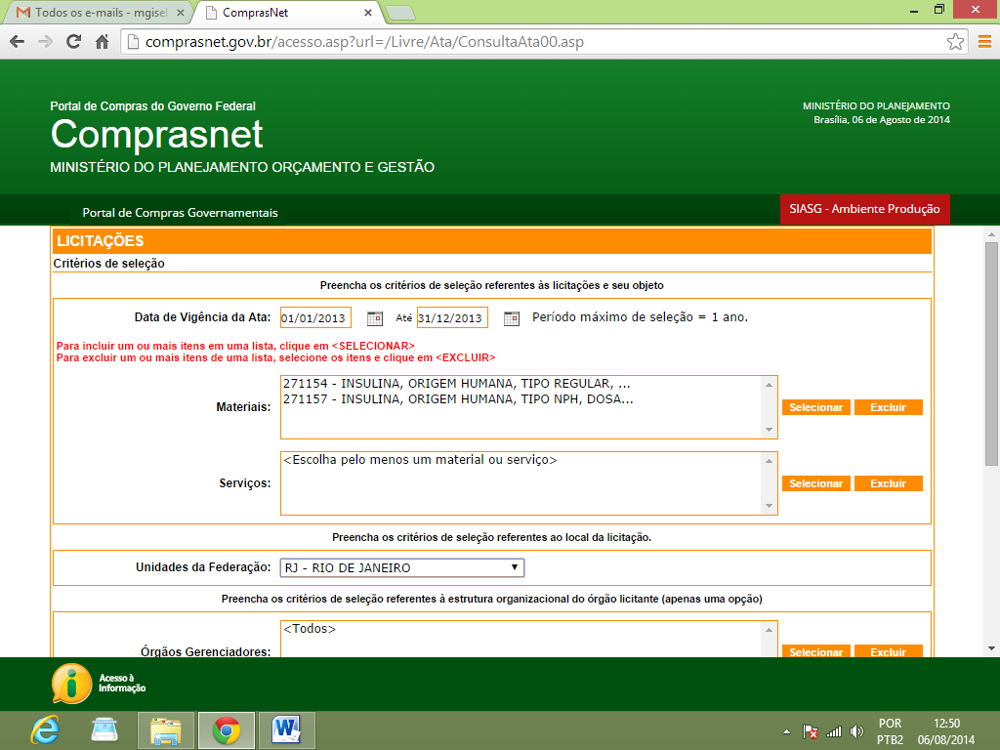 Todos os e-mails - mgisel
ComprasNet
comprasnet.gov.br/acesso.asp?url=/Livre/Ata/ConsultaAta00.asp
Portal de Compras do Governo Federal
Comprasnet
MINISTÉRIO DO PLANEJAMENTO ORÇAMENTO E GESTÃO
MINISTÉRIO DO PLANEJAMENTO
Brasília, 06 de Agosto de 2014
Portal de Compras Governamentais
SIASG - Ambiente Produção
LICITAÇÕES
Critérios de seleção
Preencha os critérios de seleção referentes às licitações e seu objeto
Data de Vigência da Ata: 01/01/2013 Até 31/12/2013 Período máximo de seleção = 1 ano.
Para incluir um ou mais itens em uma lista, clique em <SELECIONAR>
Para excluir um ou mais itens de uma lista, selecione os itens e clique em <EXCLUIR>
271154 - INSULINA, ORIGEM HUMANA, TIPO REGULAR, ...
271157 - INSULINA, ORIGEM HUMANA, TIPO NPH, DOSA...
Materiais: Selecionar Excluir
<Escolha pelo menos um material ou serviço>
Serviços: Selecionar Excluir
Preencha os critérios de seleção referentes ao local da licitação.
Unidades da Federação: RJ - RIO DE JANEIRO
Preencha os critérios de seleção referentes à estrutura organizacional do órgão licitante (apenas uma opção)
<Todos>
Órgãos Gerenciadores: Selecionar Excluir
Acesso à
Informação
POR 12:50
PTB2 06/08/2014